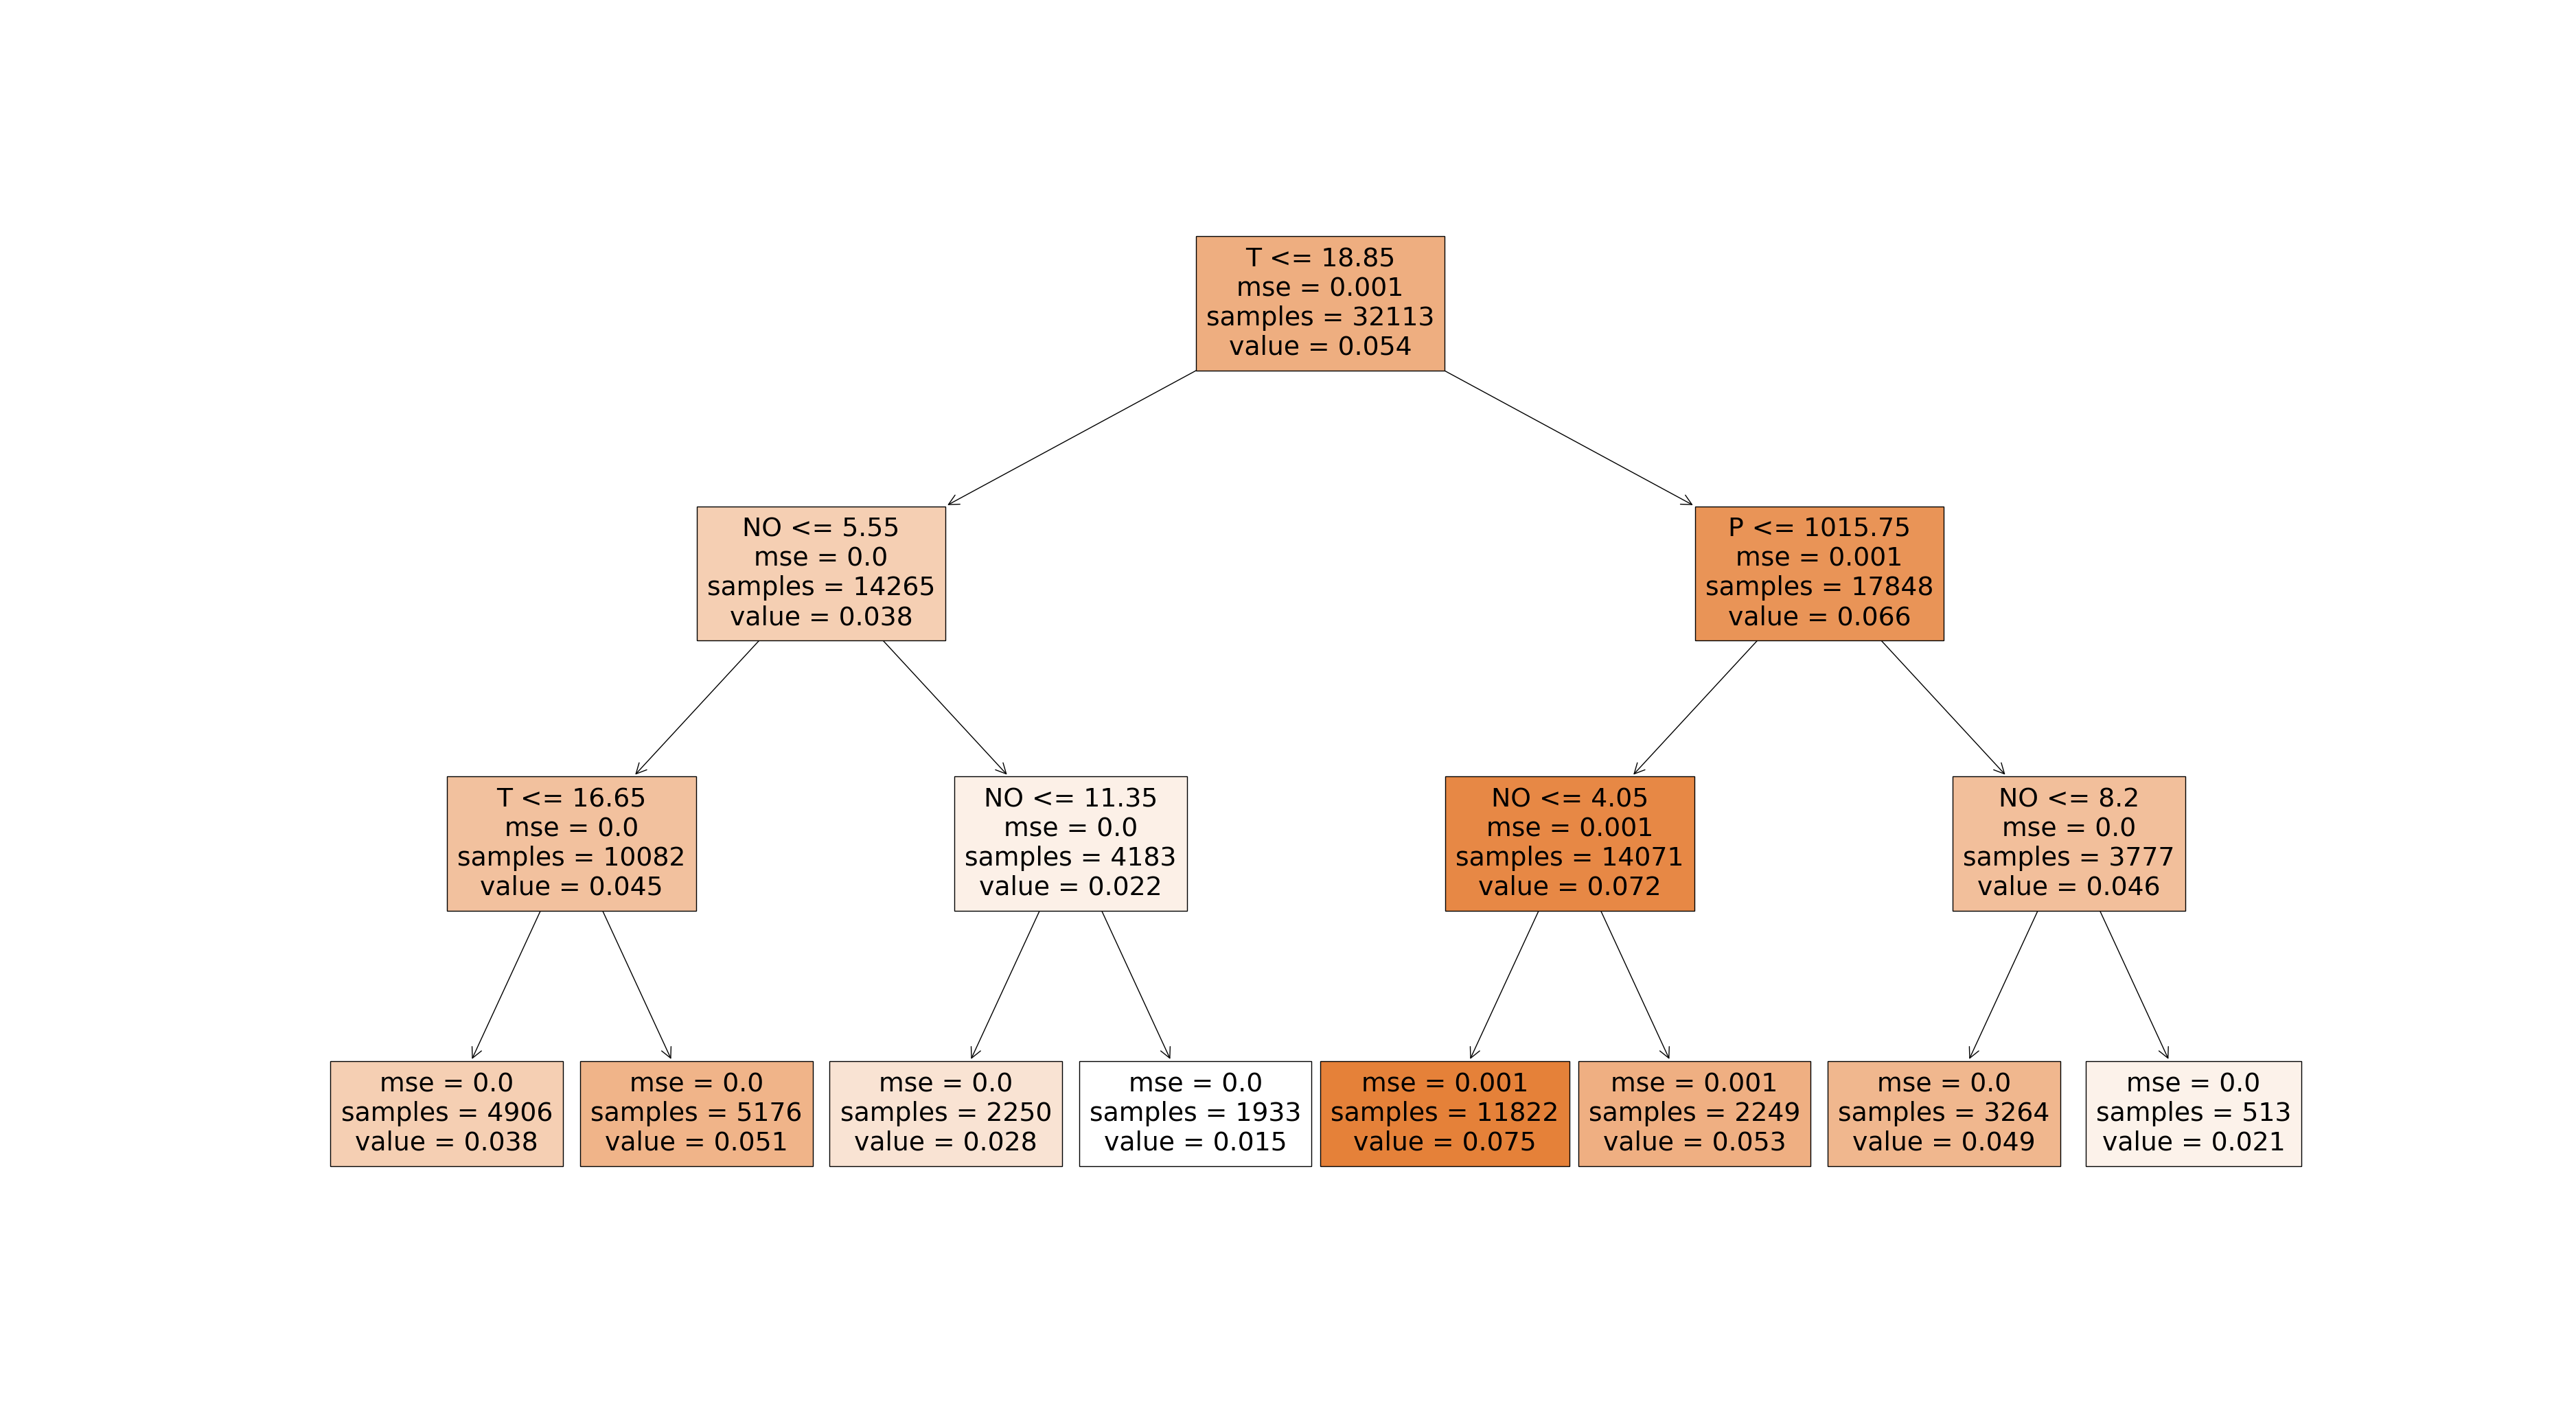 T <= 18.85
mse = 0.001
samples = 32113
value = 0.054
NO <= 5.55
mse = 0.0
samples = 14265
value = 0.038
P <= 1015.75
mse = 0.001
samples = 17848
value = 0.066
T <= 16.65
mse = 0.0
samples = 10082
value = 0.045
NO <= 11.35
mse = 0.0
samples = 4183
value = 0.022
NO <= 4.05
mse = 0.001
samples = 14071
value = 0.072
NO <= 8.2
mse = 0.0
samples = 3777
value = 0.046
mse = 0.0
samples = 4906
value = 0.038
mse = 0.0
samples = 5176
value = 0.051
mse = 0.0
samples = 2250
value = 0.028
mse = 0.0
samples = 1933
value = 0.015
mse = 0.001
samples = 11822
value = 0.075
mse = 0.001
samples = 2249
value = 0.053
mse = 0.0
samples = 3264
value = 0.049
mse = 0.0
samples = 513
value = 0.021